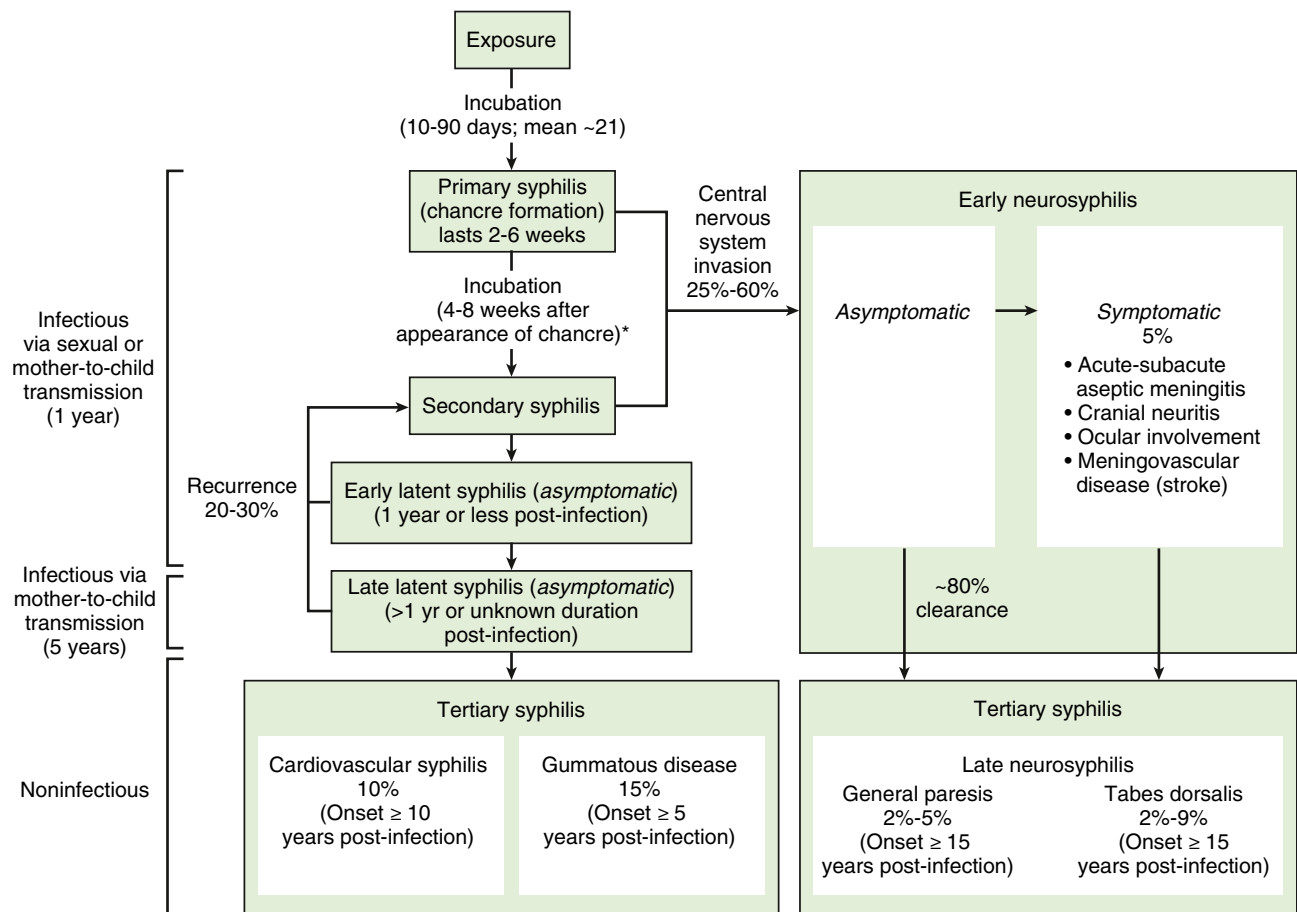 Exposure
Incubation
(10-90 days; mean ~21)
Primary syphilis
(chancre formation)
lasts 2-6 weeks
Incubation
(4-8 weeks after
appearance of chancre)*
Secondary syphilis
Early latent syphilis (asymptomatic)
(1 year or less post-infection)
Late latent syphilis (asymptomatic)
(>1 yr or unknown duration
post-infection)
Recurrence
20-30%
Infectious
via sexual or
mother-to-child
transmission
(1 year)
Infectious via
mother-to-child
transmission
(5 years)
Noninfectious
Central
nervous
system
invasion
25%-60%
Early neurosyphilis
Asymptomatic
Symptomatic
5%
• Acute-subacute
aseptic meningitis
• Cranial neuritis
• Ocular involvement
• Meningovascular
disease (stroke)
~80%
clearance
Tertiary syphilis
Cardiovascular syphilis
10%
(Onset ≥ 10
years post-infection)
Gummatous disease
15%
(Onset ≥ 5
years post-infection)
Tertiary syphilis
Late neurosyphilis
General paresis
2%-5%
(Onset ≥ 15
years post-infection)
Tabes dorsalis
2%-9%
(Onset ≥ 15
years post-infection)